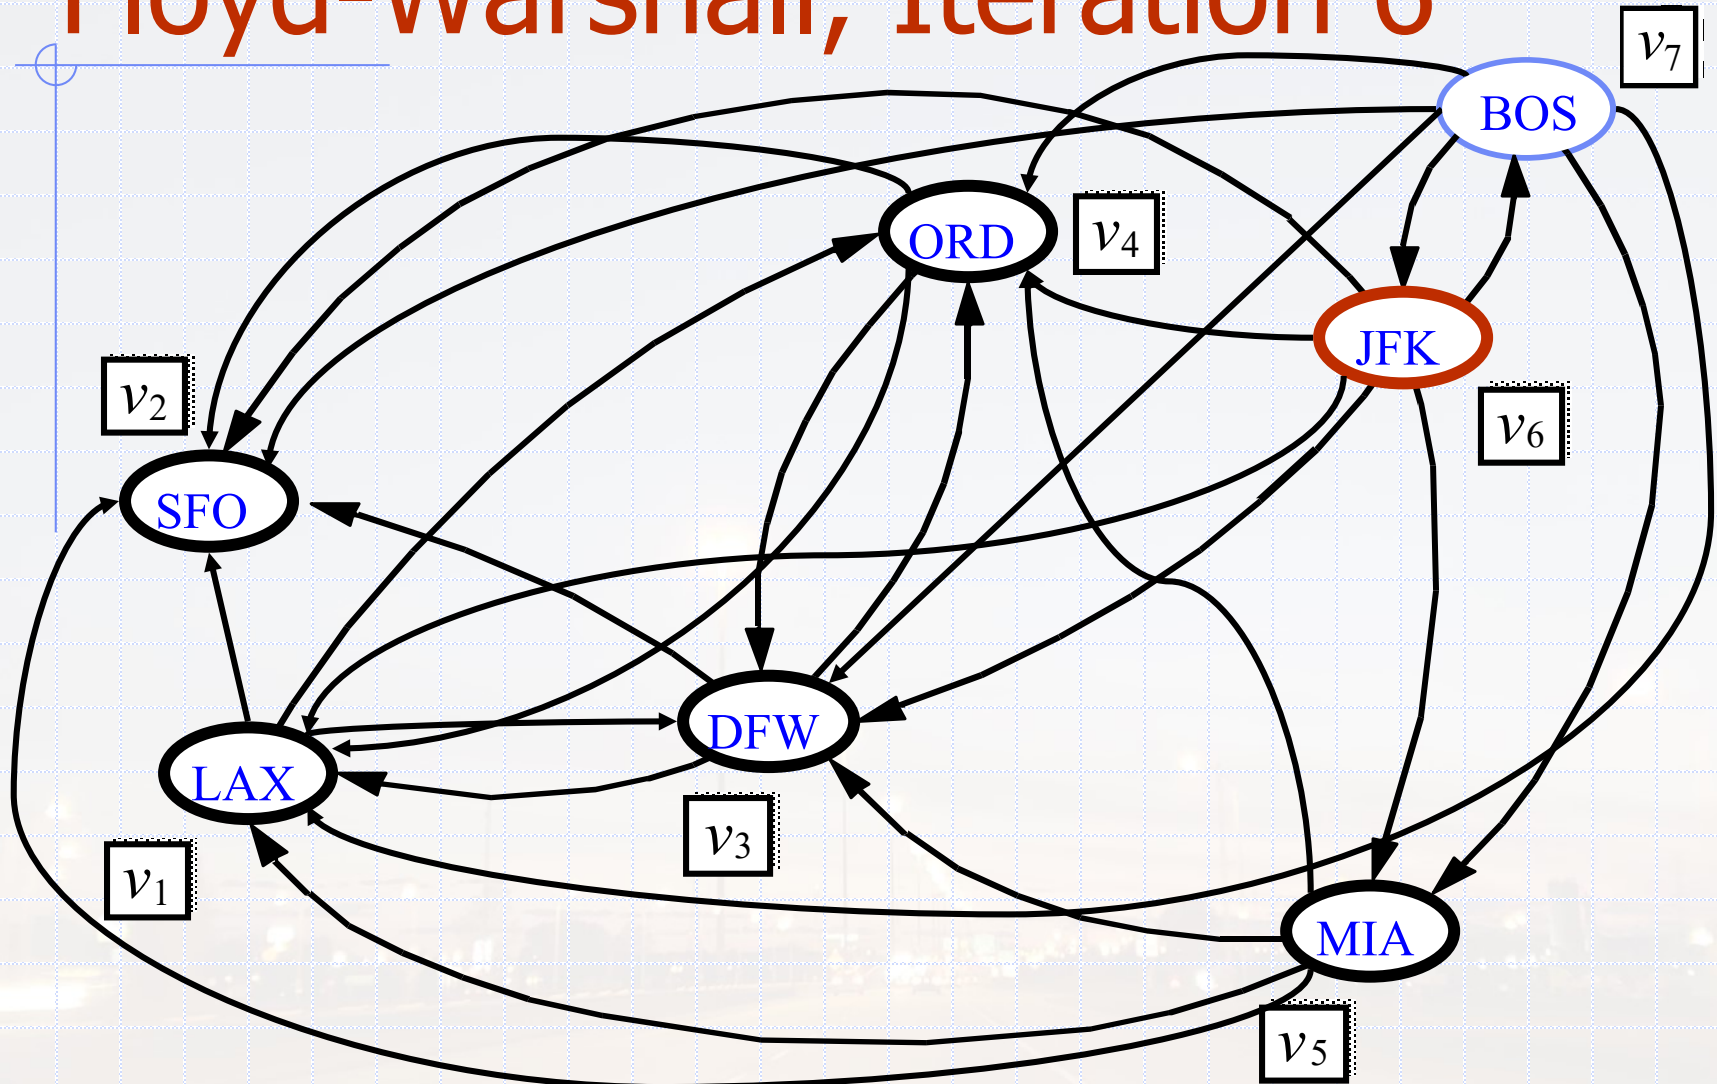 Floyd-Warshall, Iteration 6
v7
BOS
ORD
v4
JFK
v2
v6
SFO
DFW
LAX
v3
v1
MIA
v5